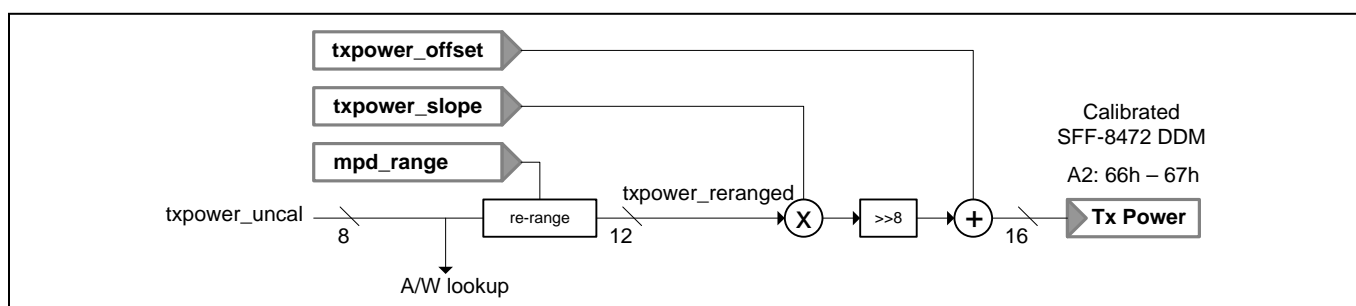 txpower_offset
txpower_slope
mpd_range
Calibrated
SFF-8472 DDM
A2: 66h – 67h
txpower_uncal
8
re-range
txpower_reranged
12
X
>>8
+
16
Tx Power
A/W lookup